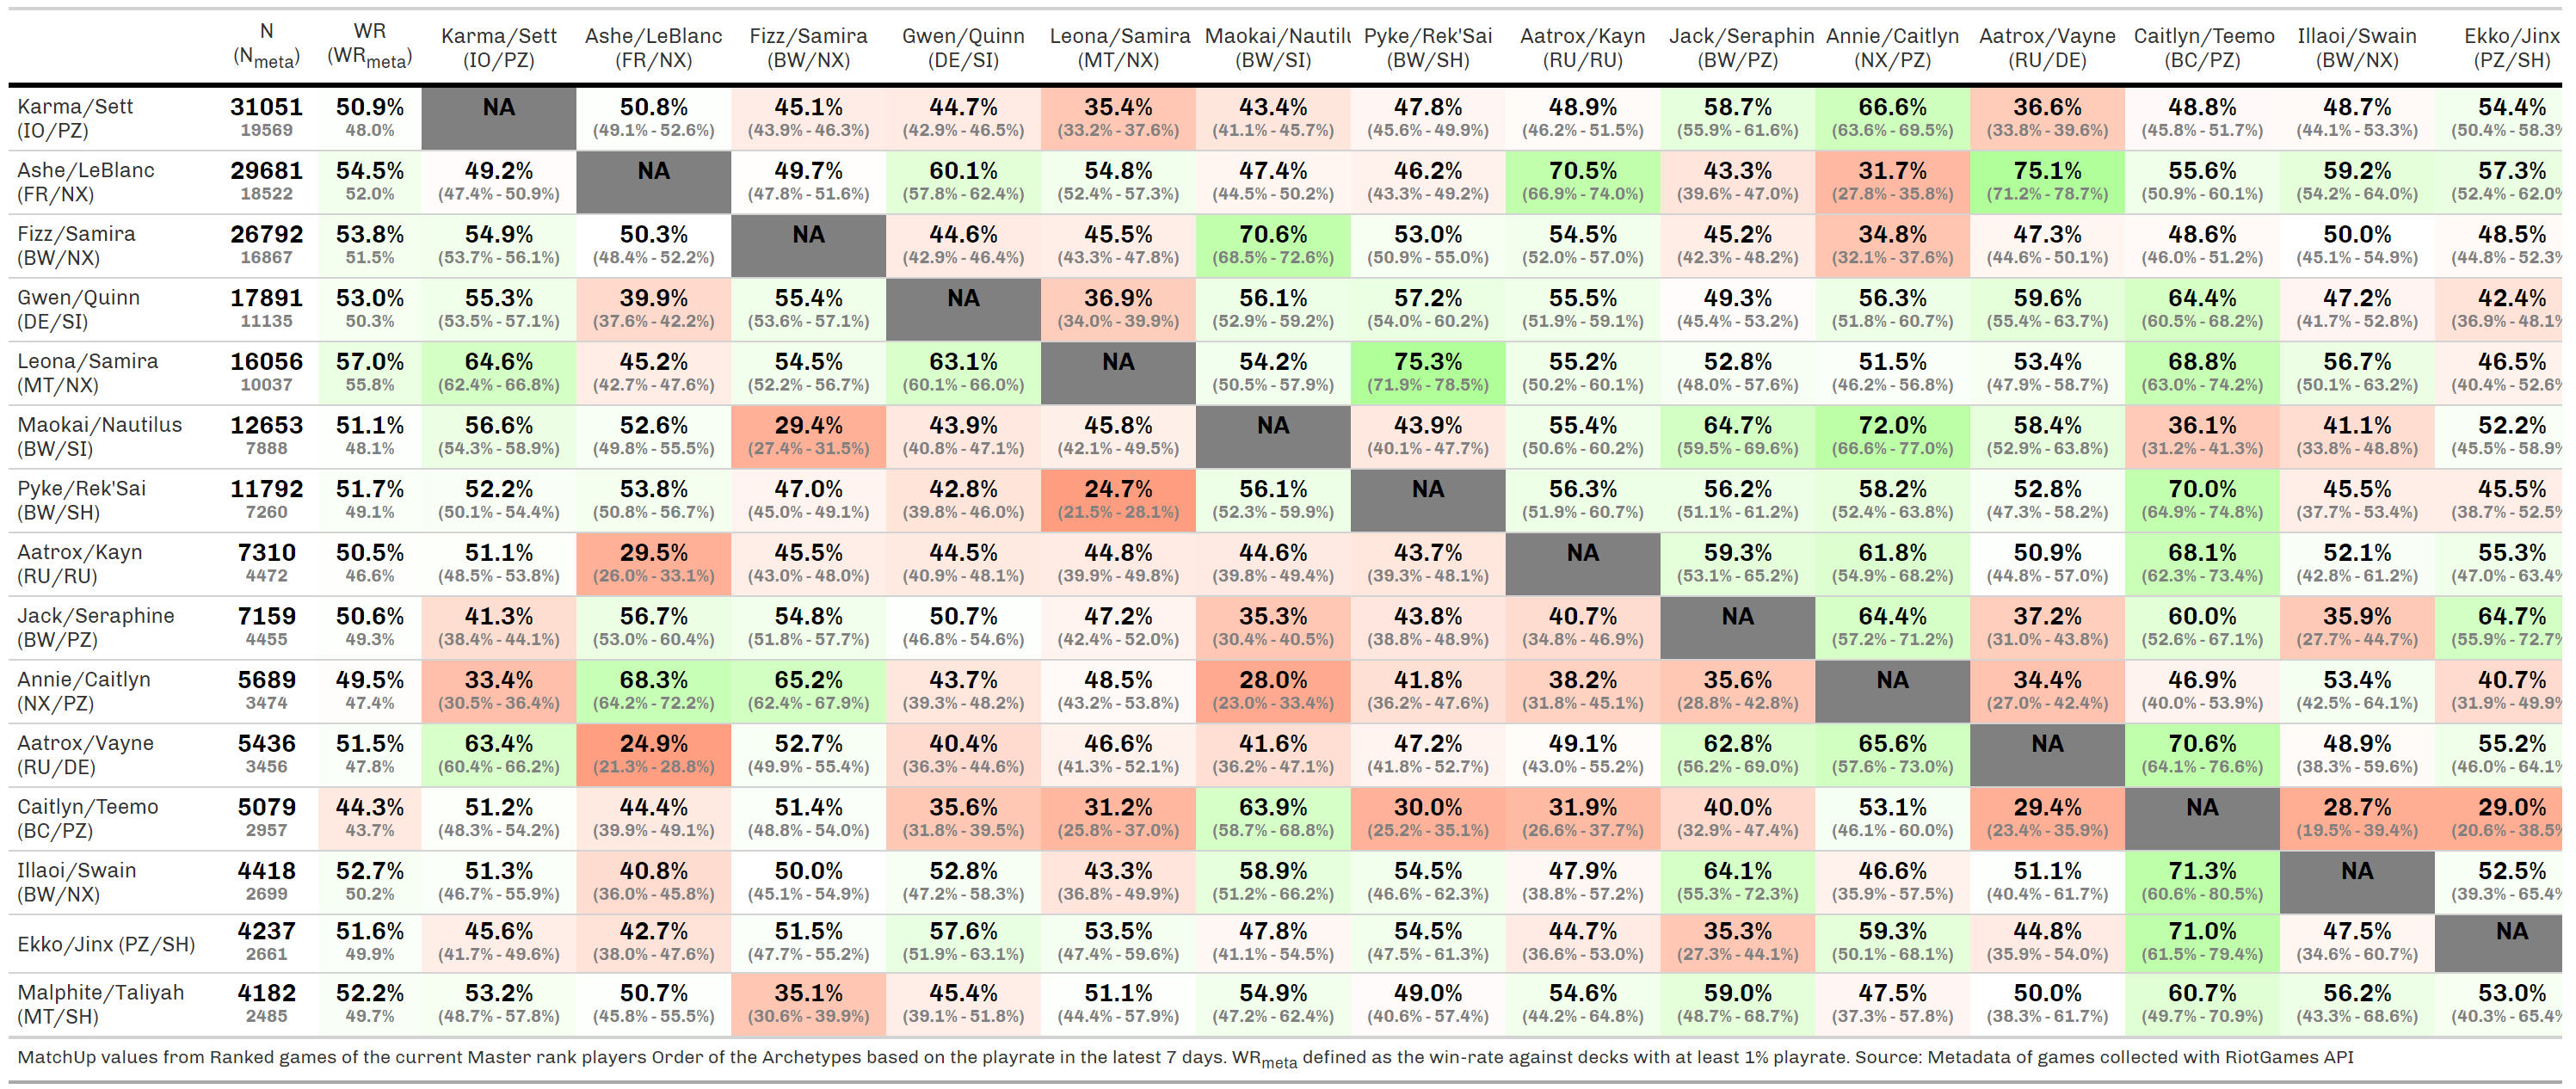 N WR Karma/Sett Ashe/LeBlanc Fizz/Samira Gwen/Quinn Leona/Samira Maokai/Nautilu Pyke/Rek'Sai Aatrox/Kayn Jack/Seraphin Annie/Caitlyn Aatrox/Vayne Caitlyn/Teemo Illaoi/Swain Ekko/Jinx
(Nmeta) (WRmeta) (IO/PZ) (FR/NX) (BW/NX) (DE/SI) (MT/NX) (BW/SI) (BW/SH) (RU/RU) (BW/PZ) (NX/PZ) (RU/DE) (BC/PZ) (BW/NX) (PZ/SH)
Karma/Sett 31051 50.9% NA 50.8% 45.1% 44.7% 35.4% 43.4% 47.8% 48.9% 58.7% 66.6% 36.6% 48.8% 48.7% 54.4%
(IO/PZ) 19569 48.0% (49.1% - 52.6%) (43.9% - 46.3%) (42.9% - 46.5%) (33.2% - 37.6%) (41.1% - 45.7%) (45.6% - 49.9%) (46.2% - 51.5%) (55.9% - 61.6%) (63.6% - 69.5%) (33.8% - 39.6%) (45.8% - 51.7%) (44.1% - 53.3%) (50.4% - 58.3%
Ashe/LeBlanc 29681 54.5% 49.2% NA 49.7% 60.1% 54.8% 47.4% 46.2% 70.5% 43.3% 31.7% 75.1% 55.6% 59.2% 57.3%
(FR/NX) 18522 52.0% (47.4% - 50.9%) (47.8% - 51.6%) (57.8% - 62.4%) (52.4% - 57.3%) (44.5% - 50.2%) (43.3% - 49.2%) (66.9% - 74.0%) (39.6% - 47.0%) (27.8% - 35.8%) (71.2% - 78.7%) (50.9% - 60.1%) (54.2% - 64.0%) (52.4% - 62.0%
Fizz/Samira 26792 53.8% 54.9% 50.3% NA 44.6% 45.5% 70.6% 53.0% 54.5% 45.2% 34.8% 47.3% 48.6% 50.0% 48.5%
(BW/NX) 16867 51.5% (53.7% - 56.1%) (48.4% - 52.2%) (42.9% - 46.4%) (43.3% - 47.8%) (68.5% - 72.6%) (50.9% - 55.0%) (52.0% - 57.0%) (42.3% - 48.2%) (32.1% - 37.6%) (44.6% - 50.1%) (46.0% - 51.2%) (45.1% - 54.9%) (44.8% - 52.3%
Gwen/Quinn 17891 53.0% 55.3% 39.9% 55.4% NA 36.9% 56.1% 57.2% 55.5% 49.3% 56.3% 59.6% 64.4% 47.2% 42.4%
(DE/SI) 11135 50.3% (53.5% - 57.1%) (37.6% - 42.2%) (53.6% - 57.1%) (34.0% - 39.9%) (52.9% - 59.2%) (54.0% - 60.2%) (51.9% - 59.1%) (45.4% - 53.2%) (51.8% - 60.7%) (55.4% - 63.7%) (60.5% - 68.2%) (41.7% - 52.8%) (36.9% - 48.1%
Leona/Samira 16056 57.0% 64.6% 45.2% 54.5% 63.1% NA 54.2% 75.3% 55.2% 52.8% 51.5% 53.4% 68.8% 56.7% 46.5%
(MT/NX) 10037 55.8% (62.4% - 66.8%) (42.7% - 47.6%) (52.2% - 56.7%) (60.1% - 66.0%) (50.5% - 57.9%) (71.9% - 78.5%) (50.2% - 60.1%) (48.0% - 57.6%) (46.2% - 56.8%) (47.9% - 58.7%) (63.0% - 74.2%) (50.1% - 63.2%) (40.4% - 52.6%
Maokai/Nautilus 12653 51.1% 56.6% 52.6% 29.4% 43.9% 45.8% NA 43.9% 55.4% 64.7% 72.0% 58.4% 36.1% 41.1% 52.2%
(BW/SI) 7888 48.1% (54.3% - 58.9%) (49.8% - 55.5%) (27.4% - 31.5%) (40.8% - 47.1%) (42.1% - 49.5%) (40.1% - 47.7%) (50.6% - 60.2%) (59.5% - 69.6%) (66.6% - 77.0%) (52.9% - 63.8%) (31.2% - 41.3%) (33.8% - 48.8%) (45.5% - 58.9%
Pyke/Rek'Sai 11792 51.7% 52.2% 53.8% 47.0% 42.8% 24.7% 56.1% NA 56.3% 56.2% 58.2% 52.8% 70.0% 45.5% 45.5%
(BW/SH) 7260 49.1% (50.1% - 54.4%) (50.8% - 56.7%) (45.0% - 49.1%) (39.8% - 46.0%) (21.5% - 28.1%) (52.3% - 59.9%) (51.9% - 60.7%) (51.1% - 61.2%) (52.4% - 63.8%) (47.3% - 58.2%) (64.9% - 74.8%) (37.7% - 53.4%) (38.7% - 52.5%
Aatrox/Kayn 7310 50.5% 51.1% 29.5% 45.5% 44.5% 44.8% 44.6% 43.7% NA 59.3% 61.8% 50.9% 68.1% 52.1% 55.3%
(RU/RU) 4472 46.6% (48.5% - 53.8%) (26.0% - 33.1%) (43.0% - 48.0%) (40.9% - 48.1%) (39.9% - 49.8%) (39.8% - 49.4%) (39.3% - 48.1%) (53.1% - 65.2%) (54.9% - 68.2%) (44.8% - 57.0%) (62.3% - 73.4%) (42.8% - 61.2%) (47.0% - 63.4%
Jack/Seraphine 7159 50.6% 41.3% 56.7% 54.8% 50.7% 47.2% 35.3% 43.8% 40.7% NA 64.4% 37.2% 60.0% 35.9% 64.7%
(BW/PZ) 4455 49.3% (38.4% - 44.1%) (53.0% - 60.4%) (51.8% - 57.7%) (46.8% - 54.6%) (42.4% - 52.0%) (30.4% - 40.5%) (38.8% - 48.9%) (34.8% - 46.9%) (57.2% - 71.2%) (31.0% - 43.8%) (52.6% - 67.1%) (27.7% - 44.7%) (55.9% - 72.7%
Annie/Caitlyn 5689 49.5% 33.4% 68.3% 65.2% 43.7% 48.5% 28.0% 41.8% 38.2% 35.6% NA 34.4% 46.9% 53.4% 40.7%
(NX/PZ) 3474 47.4% (30.5% - 36.4%) (64.2% - 72.2%) (62.4% - 67.9%) (39.3% - 48.2%) (43.2% - 53.8%) (23.0% - 33.4%) (36.2% - 47.6%) (31.8% - 45.1%) (28.8% - 42.8%) (27.0% - 42.4%) (40.0% - 53.9%) (42.5% - 64.1%) (31.9% - 49.9%
Aatrox/Vayne 5436 51.5% 63.4% 24.9% 52.7% 40.4% 46.6% 41.6% 47.2% 49.1% 62.8% 65.6% NA 70.6% 48.9% 55.2%
(RU/DE) 3456 47.8% (60.4% - 66.2%) (21.3% - 28.8%) (49.9% - 55.4%) (36.3% - 44.6%) (41.3% - 52.1%) (36.2% - 47.1%) (41.8% - 52.7%) (43.0% - 55.2%) (56.2% - 69.0%) (57.6% - 73.0%) (64.1% - 76.6%) (38.3% - 59.6%) (46.0% - 64.1%
Caitlyn/Teemo 5079 44.3% 51.2% 44.4% 51.4% 35.6% 31.2% 63.9% 30.0% 31.9% 40.0% 53.1% 29.4% NA 28.7% 29.0%
(BC/PZ) 2957 43.7% (48.3% - 54.2%) (39.9% - 49.1%) (48.8% - 54.0%) (31.8% - 39.5%) (25.8% - 37.0%) (58.7% - 68.8%) (25.2% - 35.1%) (26.6% - 37.7%) (32.9% - 47.4%) (46.1% - 60.0%) (23.4% - 35.9%) (19.5% - 39.4%) (20.6% - 38.5%
Illaoi/Swain 4418 52.7% 51.3% 40.8% 50.0% 52.8% 43.3% 58.9% 54.5% 47.9% 64.1% 46.6% 51.1% 71.3% NA 52.5%
(BW/NX) 2699 50.2% (46.7% - 55.9%) (36.0% - 45.8%) (45.1% - 54.9%) (47.2% - 58.3%) (36.8% - 49.9%) (51.2% - 66.2%) (46.6% - 62.3%) (38.8% - 57.2%) (55.3% - 72.3%) (35.9% - 57.5%) (40.4% - 61.7%) (60.6% - 80.5%) (39.3% - 65.4%
Ekko/Jinx (PZ/SH) 4237 51.6% 45.6% 42.7% 51.5% 57.6% 53.5% 47.8% 54.5% 44.7% 35.3% 59.3% 44.8% 71.0% 47.5% NA
2661 49.9% (41.7% - 49.6%) (38.0% - 47.6%) (47.7% - 55.2%) (51.9% - 63.1%) (47.4% - 59.6%) (41.1% - 54.5%) (47.5% - 61.3%) (36.6% - 53.0%) (27.3% - 44.1%) (50.1% - 68.1%) (35.9% - 54.0%) (61.5% - 79.4%) (34.6% - 60.7%)
Malphite/Taliyah 4182 52.2% 53.2% 50.7% 35.1% 45.4% 51.1% 54.9% 49.0% 54.6% 59.0% 47.5% 50.0% 60.7% 56.2% 53.0%
(MT/SH) 2485 49.7% (48.7% - 57.8%) (45.8% - 55.5%) (30.6% - 39.9%) (39.1% - 51.8%) (44.4% - 57.9%) (47.2% - 62.4%) (40.6% - 57.4%) (44.2% - 64.8%) (48.7% - 68.7%) (37.3% - 57.8%) (38.3% - 61.7%) (49.7% - 70.9%) (43.3% - 68.6%) (40.3% - 65.4%
MatchUp values from Ranked games of the current Master rank players Order of the Archetypes based on the playrate in the latest 7 days. WRmeta defined as the win-rate against decks with at least 1% playrate. Source: Metadata of games collected with RiotGames API